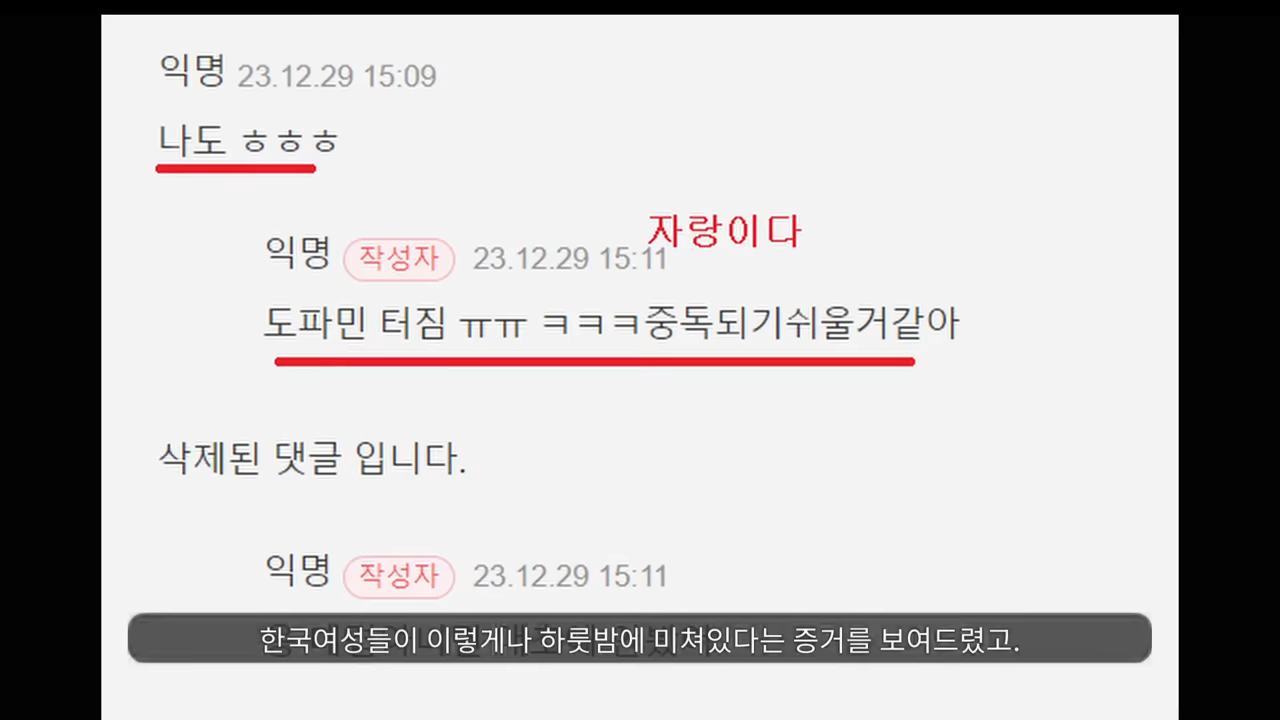 익명 23.12.29 15:09
나도 ㅎㅎㅎ
자랑이다
익명 작성자 23.12.29 15:11
도파민 터짐 ㅠㅠ ㅋㅋㅋ중독되기쉬울거같아
삭제된 댓글 입니다.
익명 작성자 23.12.29 15:11
한국여성들이 이렇게나 하룻밤에 미쳐있다는 증거를 보여드렸고.